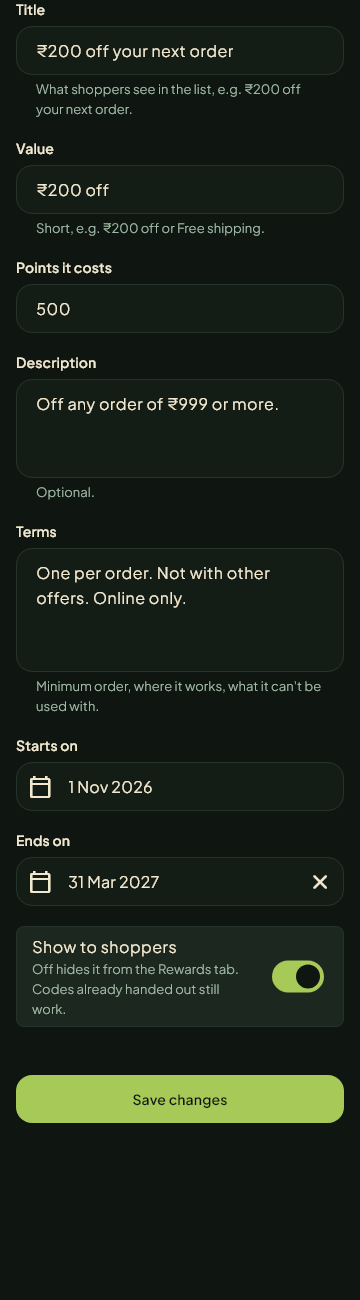 Title
₹200 off your next order
What shoppers see in the list, e.g. ₹200 off
your next order.
Value
₹200 off
Short, e.g. ₹200 off or Free shipping.
Points it costs
500
Description
Off any order of ₹999 or more.
Optional.
Terms
One per order. Not with other
offers. Online only.
Minimum order, where it works, what it can't be
used with.
Starts on
1 Nov 2026
Ends on
31 Mar 2027
Show to shoppers
Off hides it from the Rewards tab.
Codes already handed out still
work.
Save changes